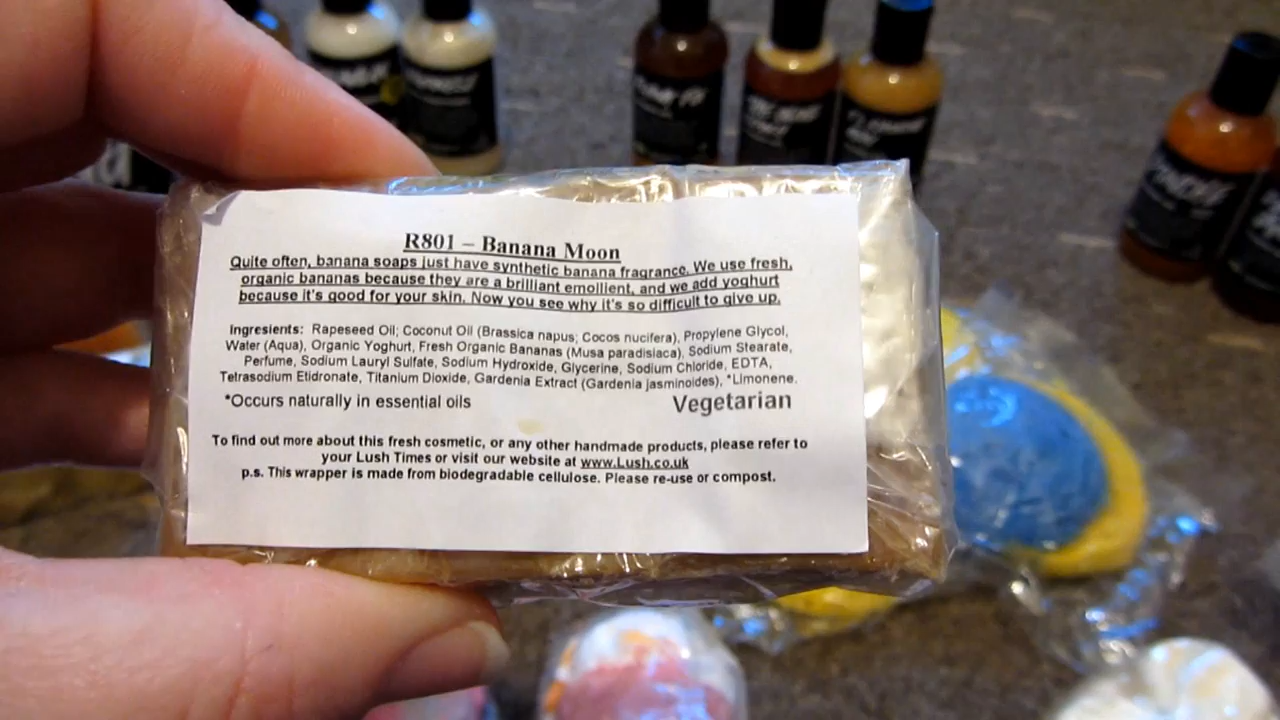 R801 – Banana Moon
Quite often, banana soaps just have synthetic banana fragrance. We use fresh,
organic bananas because they are a brilliant emollient, and we add yoghurt
because it's good for your skin. Now you see why it's so difficult to give up.
Ingresients: Rapeseed Oil; Coconut Oil (Brassica napus; Cocos nucifera), Propylene Glycol,
Water (Aqua), Organic Yoghurt, Fresh Organic Bananas (Musa paradisiaca), Sodium Stearate,
Perfume, Sodium Lauryl Sulfate, Sodium Hydroxide, Glycerine, Sodium Chloride, EDTA,
Tetrasodium Etidronate, Titanium Dioxide, Gardenia Extract (Gardenia jasminoides), *Limonene.
*Occurs naturally in essential oils
Vegetarian
To find out more about this fresh cosmetic, or any other handmade products, please refer to
your Lush Times or visit our website at www.Lush.co.uk
p.s. This wrapper is made from biodegradable cellulose. Please re-use or compost.